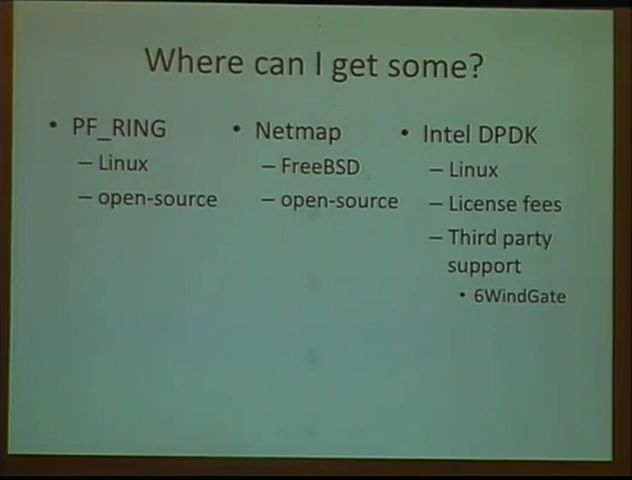 Where can I get some?
• PF_RING
– Linux
– open-source
• Netmap
– FreeBSD
– open-source
• Intel DPDK
– Linux
– License fees
– Third party
support
• 6WindGate